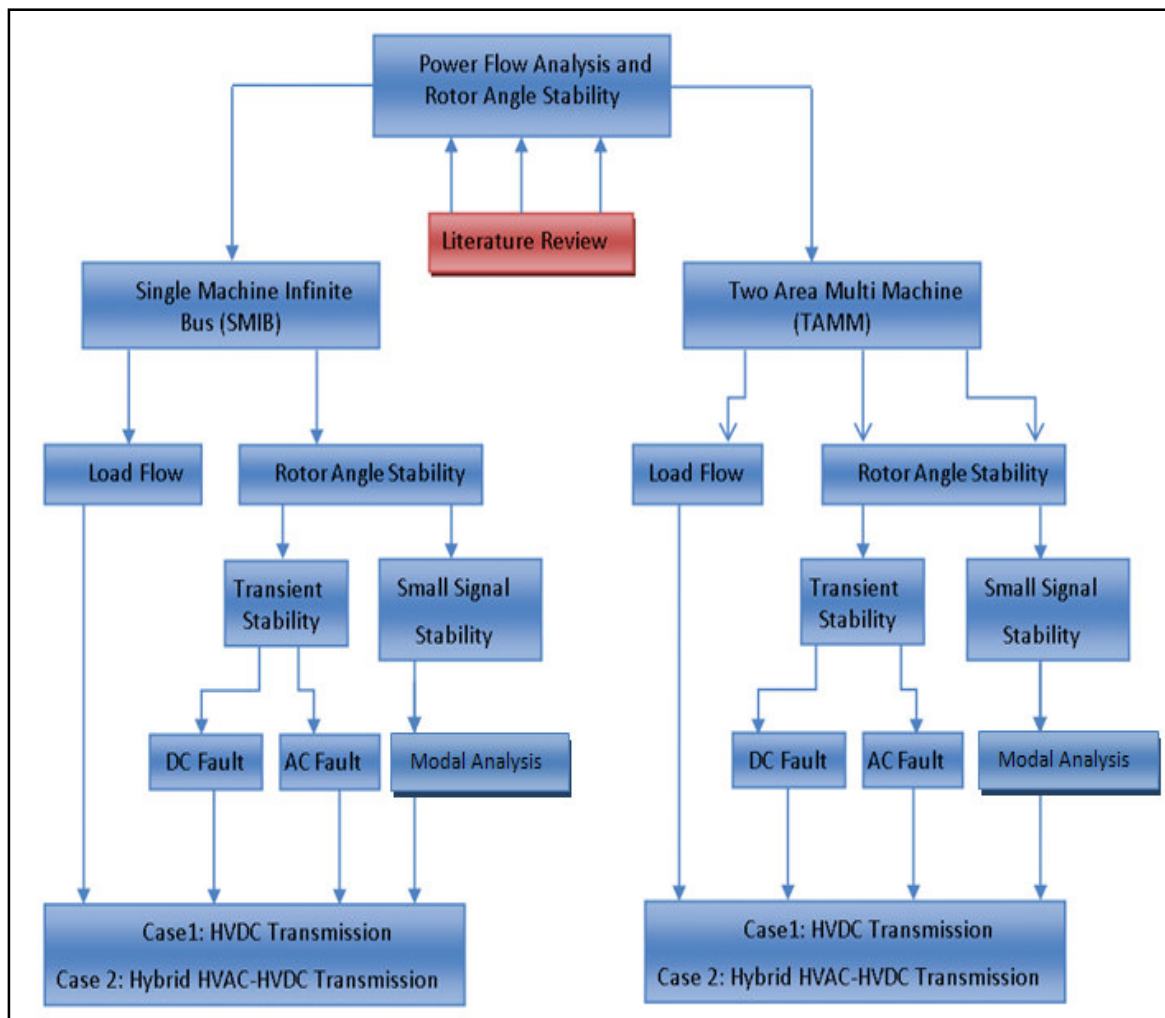 Power Flow Analysis and
Rotor Angle Stability
Literature Review
Single Machine Infinite
Bus (SMIB)
Two Area Multi Machine
(TAMM)
Load Flow
Rotor Angle Stability
Load Flow
Rotor Angle Stability
Transient
Stability
Small Signal
Stability
Transient
Stability
Small Signal
Stability
DC Fault
AC Fault
Modal Analysis
DC Fault
AC Fault
Modal Analysis
Case1: HVDC Transmission
Case 2: Hybrid HVAC-HVDC Transmission
Case1: HVDC Transmission
Case 2: Hybrid HVAC-HVDC Transmission